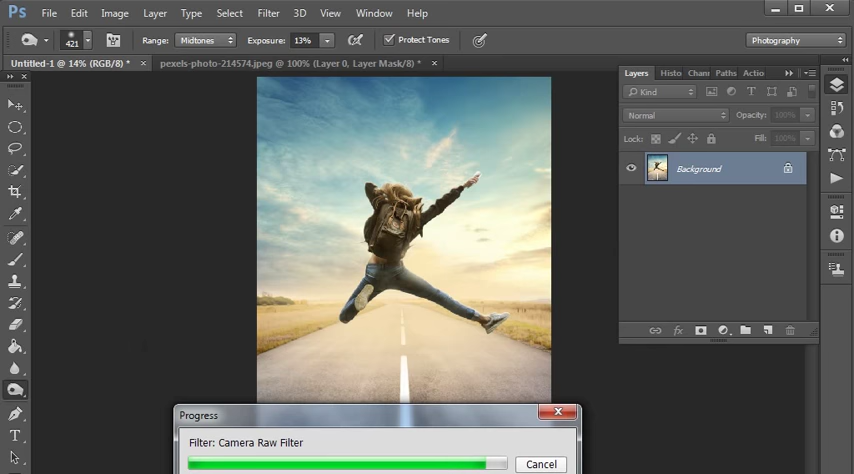 Ps File Edit Image Layer Type Select Filter 3D View Window Help
421 Range: Midtones Exposure: 13% Protect Tones Photography
Untitled-1 @ 14% (RGB/8) * × pexels-photo-214574.jpeg @ 100% (Layer 0, Layer Mask/8) * ×
Layers Histo Chan Paths Actio
Kind
Normal Opacity: 100%
Lock: Fill: 100%
Background
Progress
Filter: Camera Raw Filter
Cancel